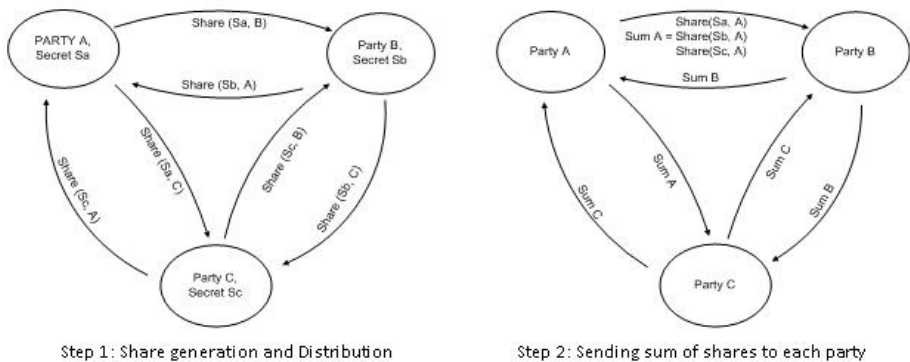 Share (Sa, B)
PARTY A,
Secret Sa
Party B,
Secret Sb
Share (Sb, A)
Share (Sa, C)
Share (Sc, B)
Share (Sc, A)
Share (Sb, C)
Party C,
Secret Sc
Step 1: Share generation and Distribution
Share(Sa, A)
Sum A = Share(Sb, A)
Share(Sc, A)
Party A
Party B
Sum B
Sum A
Sum C
Sum C
Sum B
Party C
Step 2: Sending sum of shares to each party